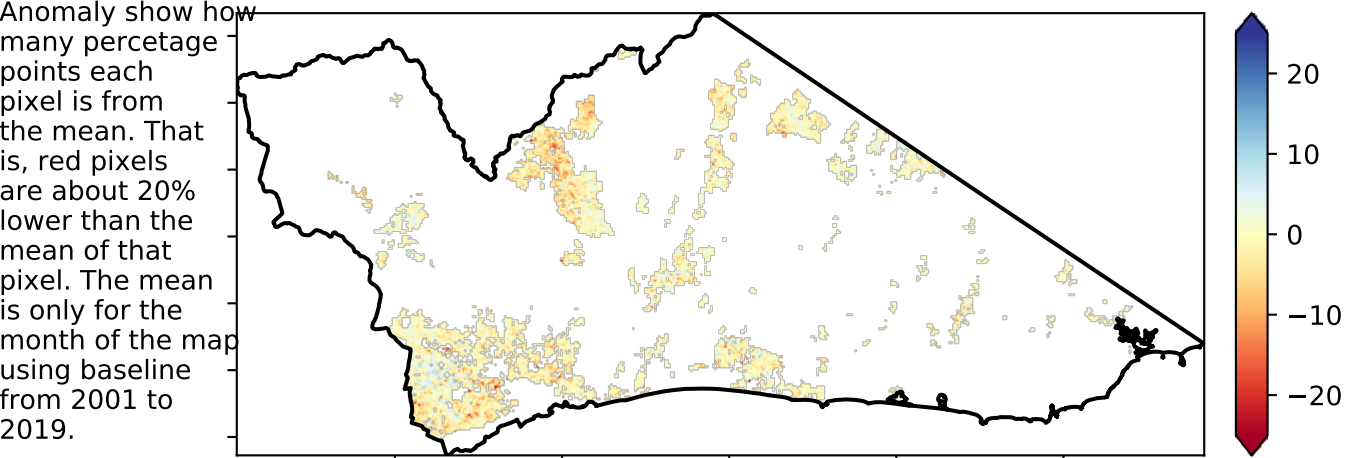 Anomaly show how
many percetage
points each
pixel is from
the mean. That
is, red pixels
are about 20%
lower than the
mean of that
pixel. The mean
is only for the
month of the map
using baseline
from 2001 to
2019.
20
10
0
−10
−20